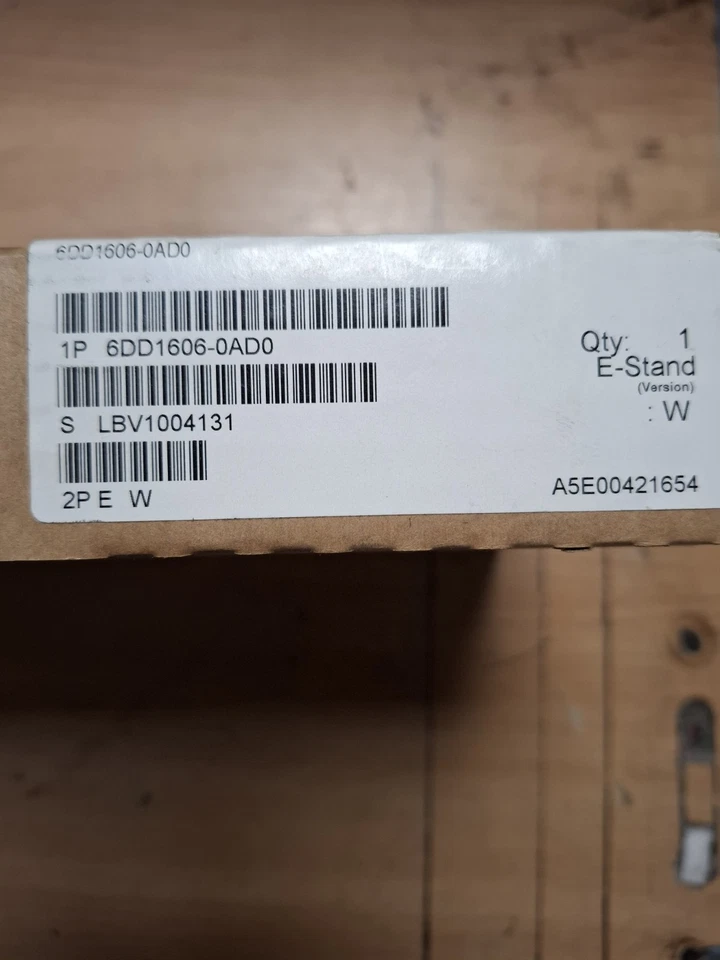 6DD1606-0AD0
1P 6DD1606-0AD0
S LBV1004131
2P E W
Qty: 1
E-Stand
(Version)
: W
A5E00421654